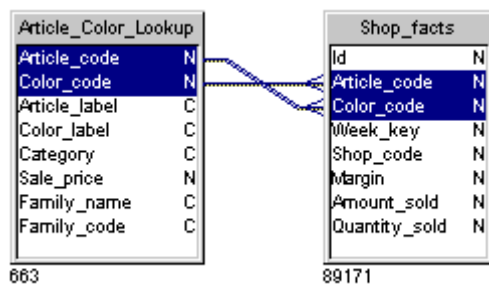 Article_Color_Lookup
Article_code N
Color_code N
Article_label C
Color_label C
Category C
Sale_price N
Family_name C
Family_code C
663
Shop_facts
Id N
Article_code N
Color_code N
Week_key N
Shop_code N
Margin N
Amount_sold N
Quantity_sold N
89171